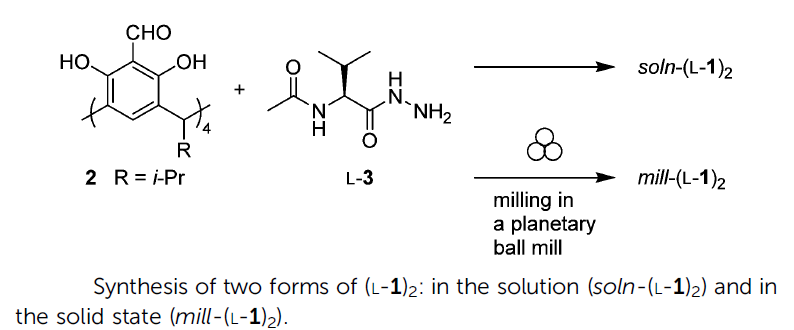 CHO
HO
OH
4
R
2 R = i-Pr
+
O
N
H
H
N
NH2
O
L-3
soln-(L-1)2
mill-(L-1)2
milling in
a planetary
ball mill
Synthesis of two forms of (L-1)2: in the solution (soln-(L-1)2) and in
the solid state (mill-(L-1)2).